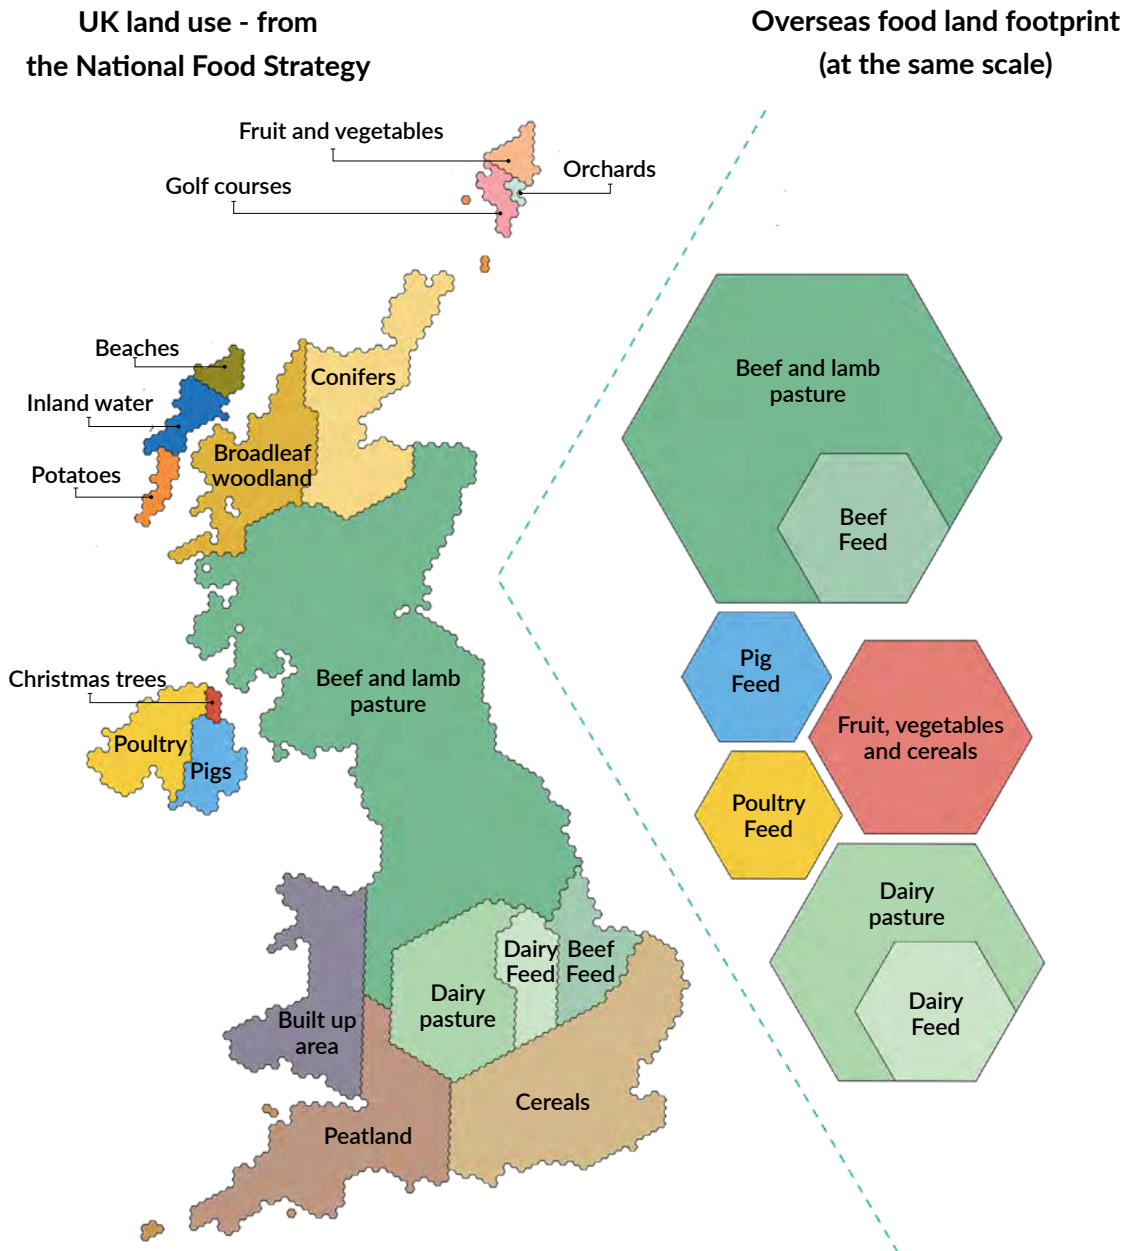 UK land use - from
the National Food Strategy
Overseas food land footprint
(at the same scale)
Fruit and vegetables
Orchards
Golf courses
Beaches
Conifers
Inland water
Broadleaf
woodland
Potatoes
Christmas trees
Beef and lamb
pasture
Poultry
Pigs
Dairy
Feed
Beef
Feed
Dairy
pasture
Built up
area
Cereals
Peatland
Beef and lamb
pasture
Beef
Feed
Pig
Feed
Fruit, vegetables
and cereals
Poultry
Feed
Dairy
pasture
Dairy
Feed